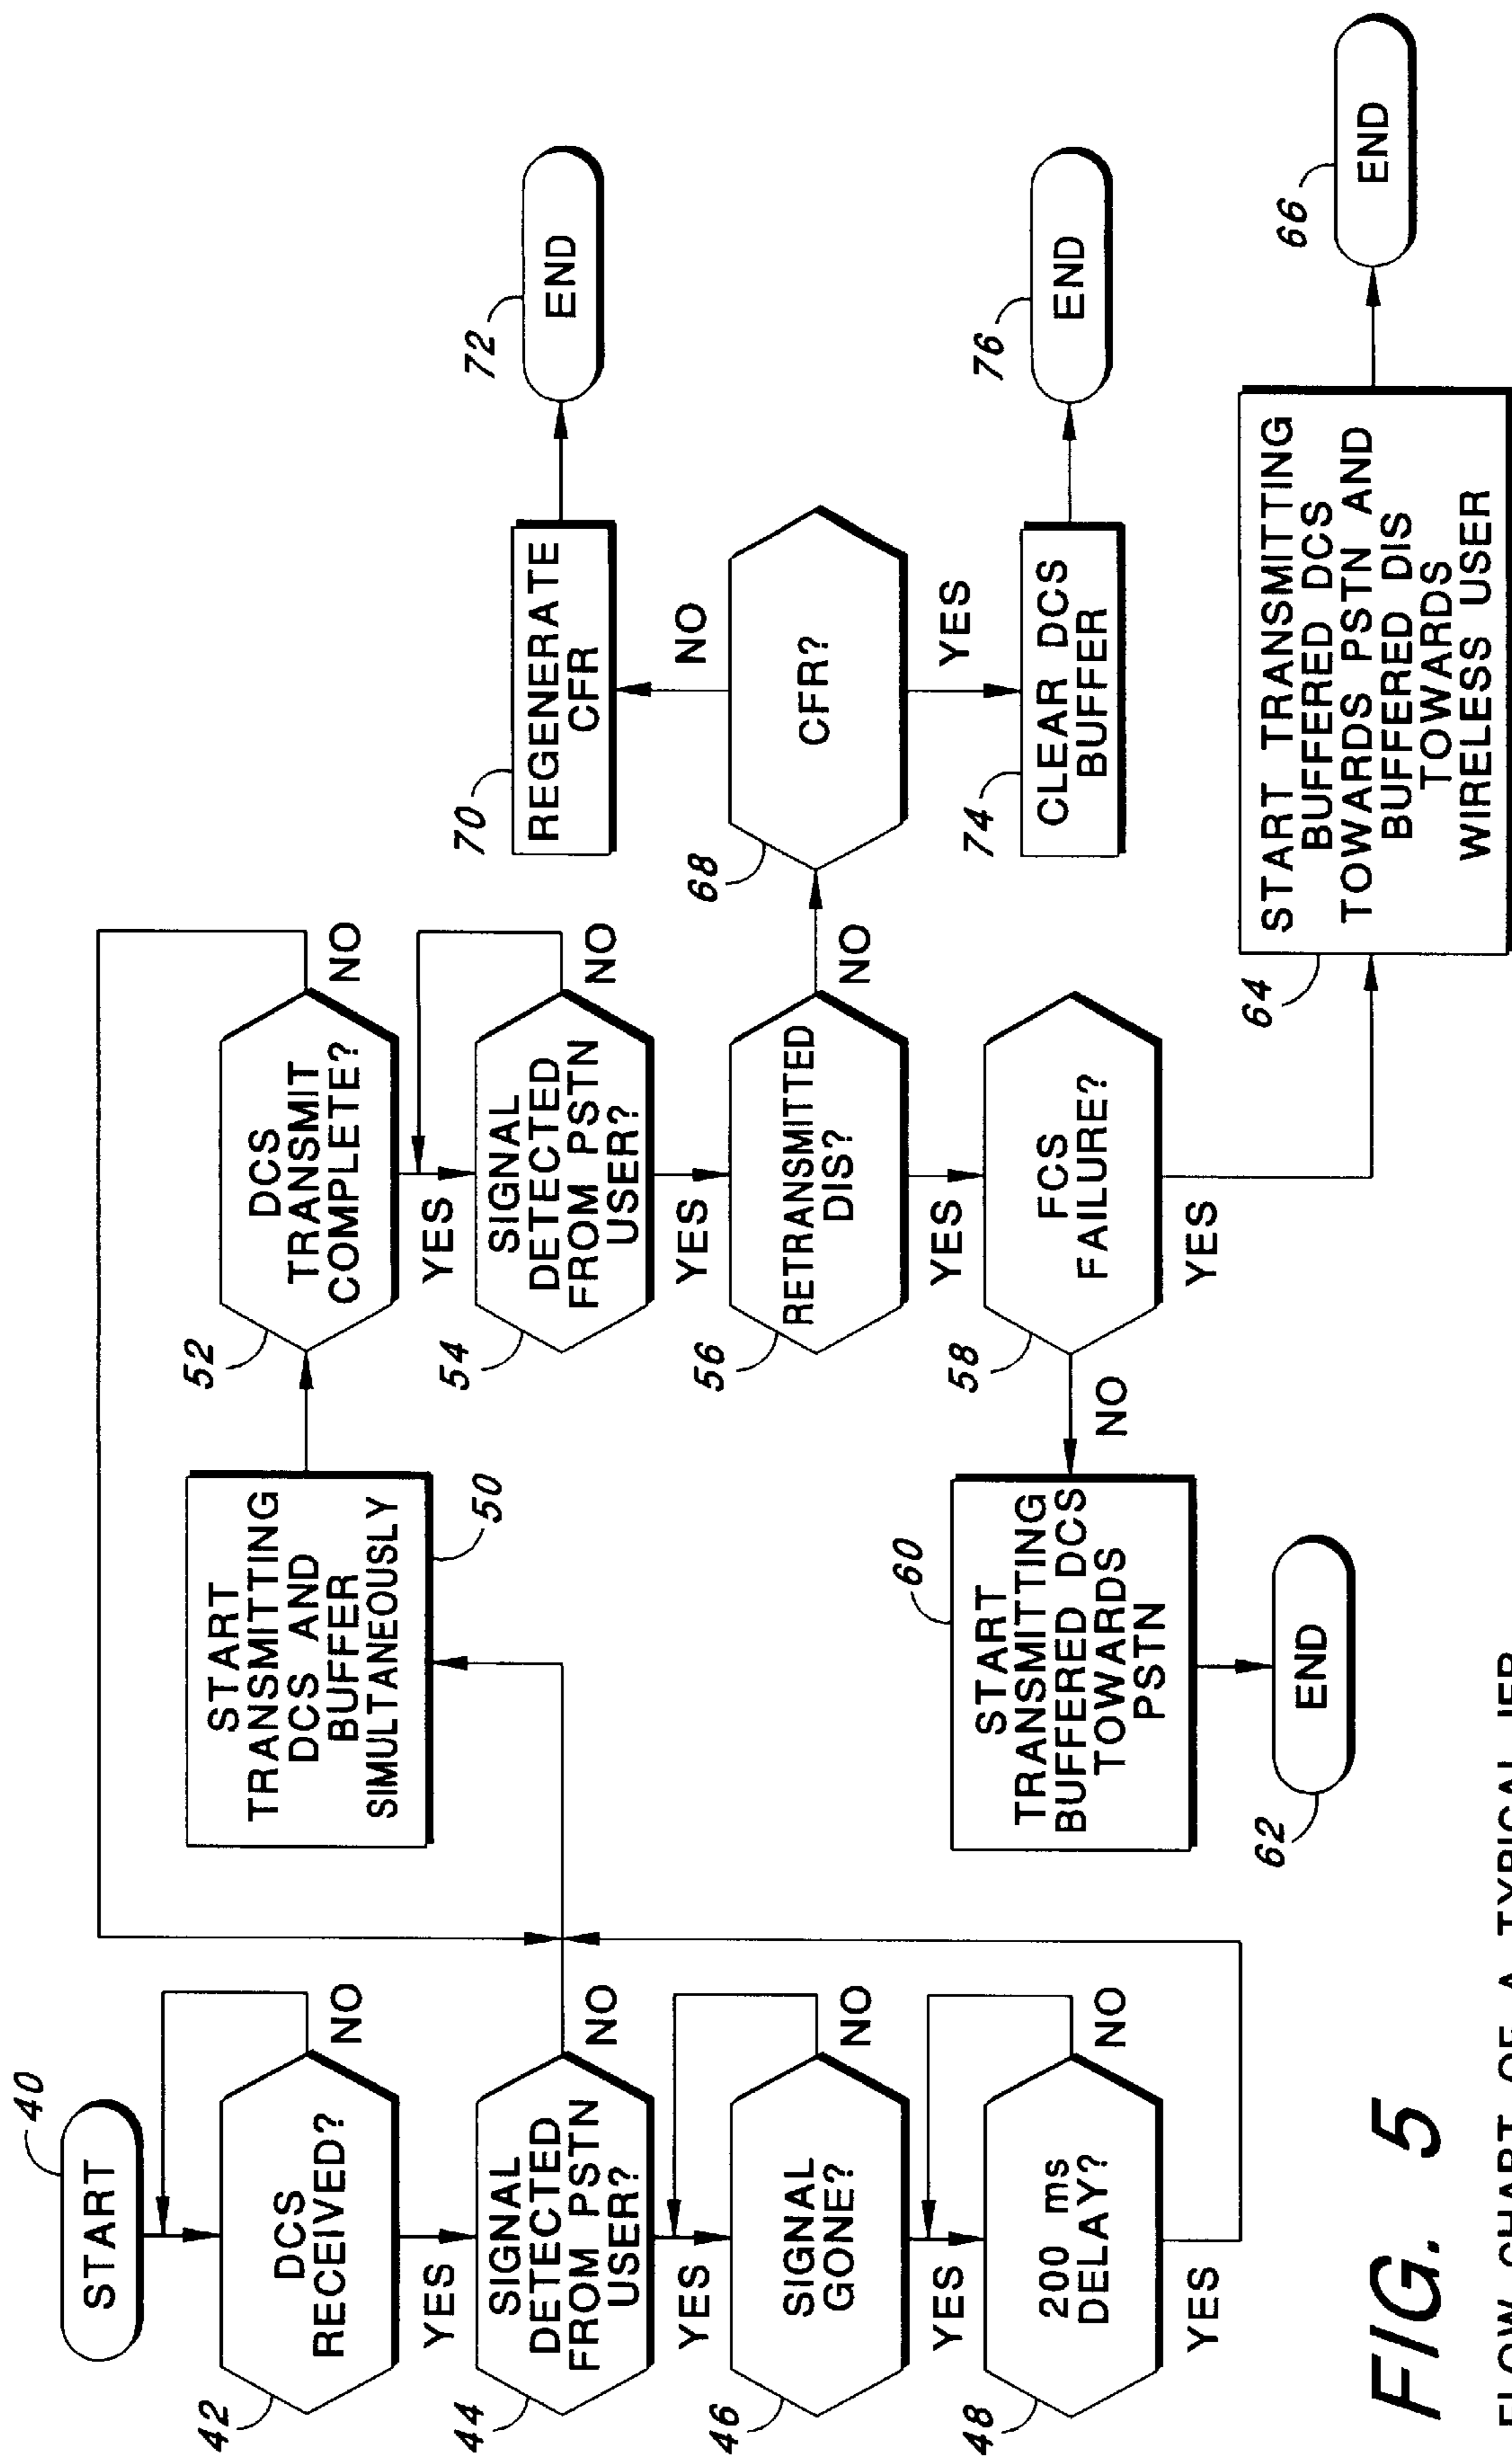 40
START
42
DCS
RECEIVED?
NO
YES
44
SIGNAL
DETECTED
FROM PSTN
USER?
NO
YES
46
SIGNAL
GONE?
NO
YES
48
200 ms
DELAY?
NO
YES
START
TRANSMITTING
DCS AND
BUFFER
SIMULTANEOUSLY
50
52
DCS
TRANSMIT
COMPLETE?
NO
YES
54
SIGNAL
DETECTED
FROM PSTN
USER?
NO
YES
56
RETRANSMITTED
DIS?
NO
YES
58
FCS
FAILURE?
NO
YES
60
START
TRANSMITTING
BUFFERED DCS
TOWARDS
PSTN
62
END
64
START TRANSMITTING
BUFFERED DCS
TOWARDS PSTN AND
BUFFERED DIS
TOWARDS
WIRELESS USER
66
END
68
CFR?
NO
YES
70
REGENERATE
CFR
72
END
74
CLEAR DCS
BUFFER
76
END
FIG. 5
FLOW CHART OF A TYPICAL IFP